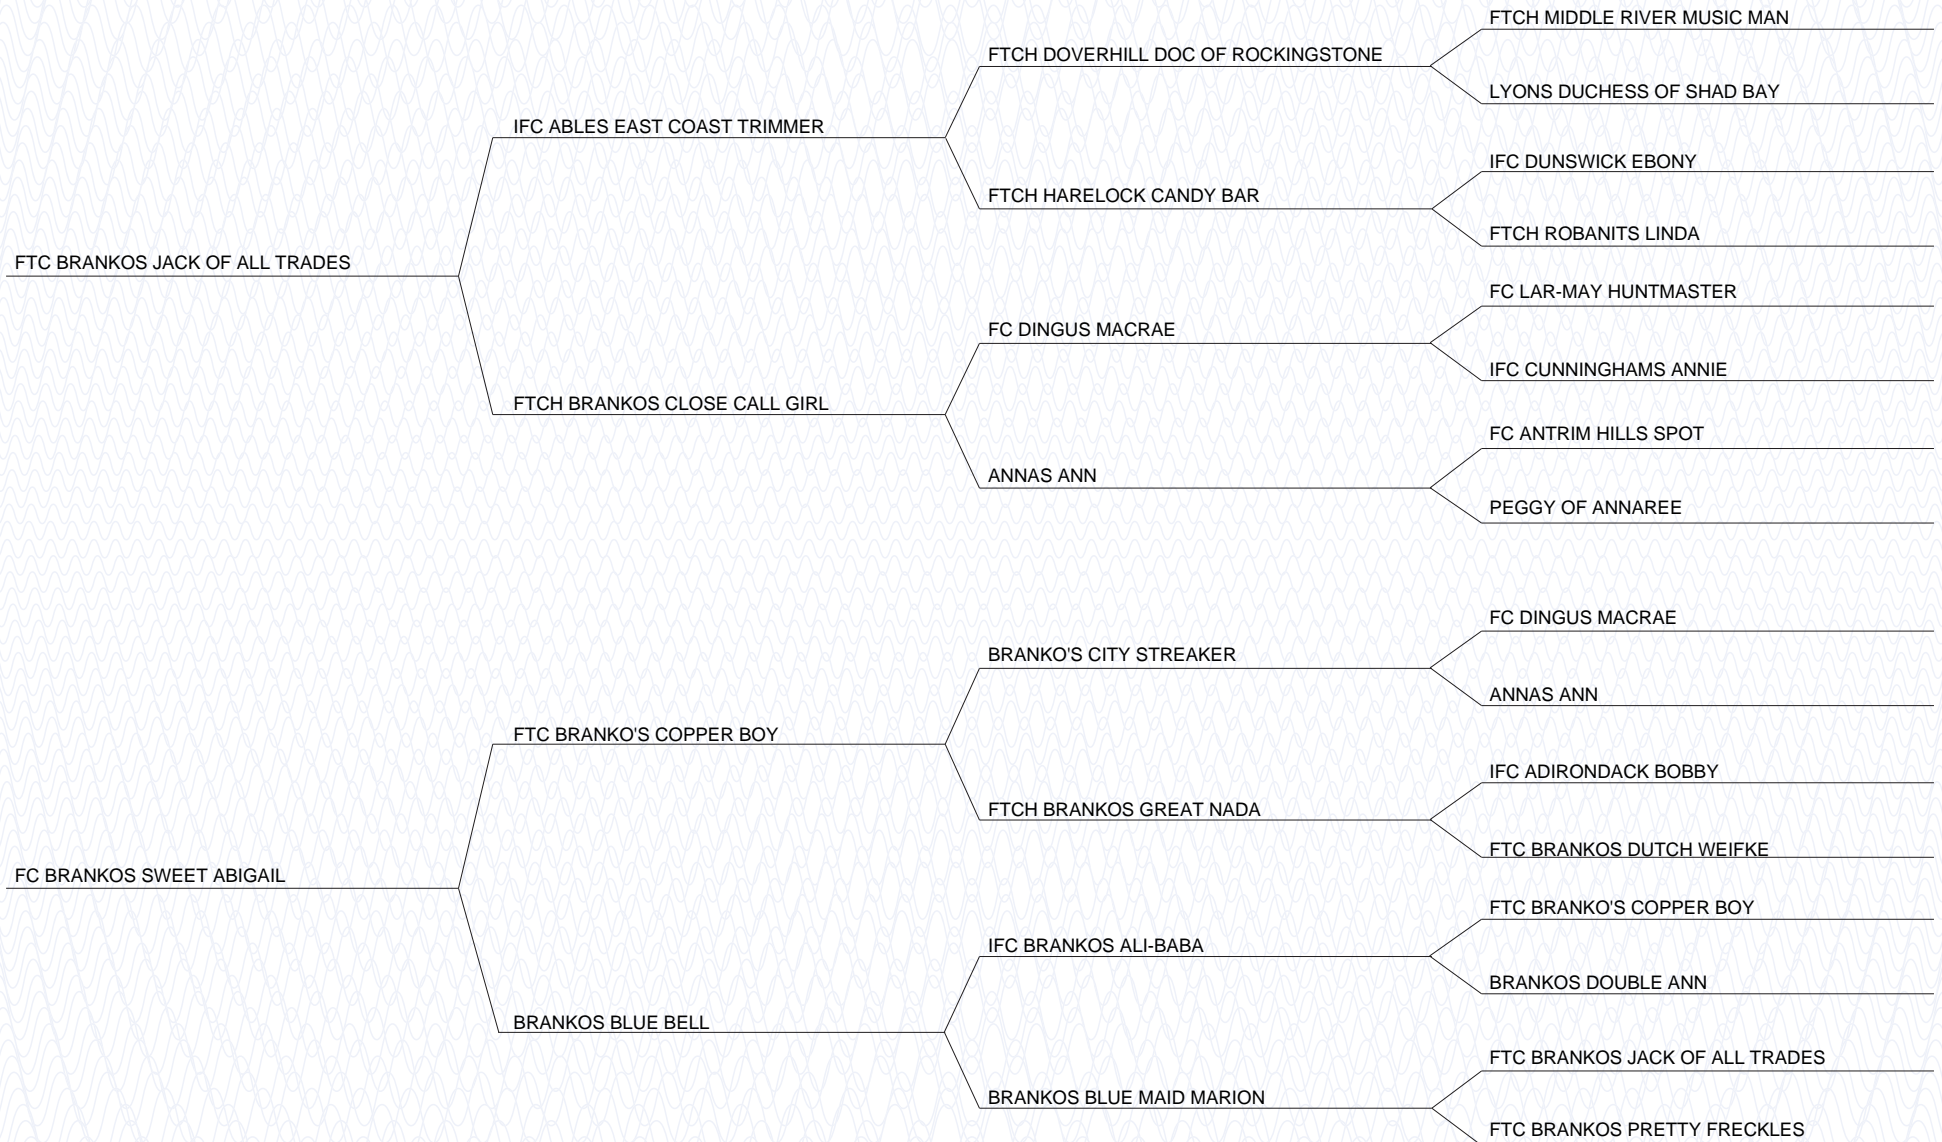 FTCH MIDDLE RIVER MUSIC MAN
FTCH DOVERHILL DOC OF ROCKINGSTONE
LYONS DUCHESS OF SHAD BAY
IFC ABLES EAST COAST TRIMMER
IFC DUNSWICK EBONY
FTCH HARELOCK CANDY BAR
FTCH ROBANITS LINDA
FTC BRANKOS JACK OF ALL TRADES
FC LAR-MAY HUNTMASTER
FC DINGUS MACRAE
IFC CUNNINGHAMS ANNIE
FTCH BRANKOS CLOSE CALL GIRL
FC ANTRIM HILLS SPOT
ANNAS ANN
PEGGY OF ANNAREE
FC DINGUS MACRAE
BRANKO'S CITY STREAKER
ANNAS ANN
FTC BRANKO'S COPPER BOY
IFC ADIRONDACK BOBBY
FTCH BRANKOS GREAT NADA
FTC BRANKOS DUTCH WEIFKE
FC BRANKOS SWEET ABIGAIL
FTC BRANKO'S COPPER BOY
IFC BRANKOS ALI-BABA
BRANKOS DOUBLE ANN
BRANKOS BLUE BELL
FTC BRANKOS JACK OF ALL TRADES
BRANKOS BLUE MAID MARION
FTC BRANKOS PRETTY FRECKLES